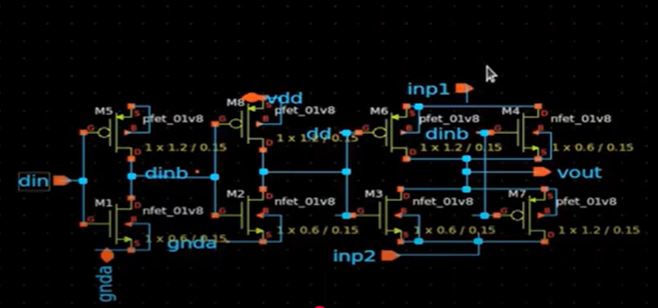 inp1
M5
M8
vdd
M6
M4
pfet_01v8
pfet_01v8
pfet_01v8
nfet_01v8
dd
dinb
1 x 1.2 / 0.15
1 x 1.2 / 0.15
1 x 1.2 / 0.15
1 x 0.6 / 0.15
din
dinb
vout
M1
M2
M3
M7
nfet_01v8
nfet_01v8
nfet_01v8
pfet_01v8
1 x 0.6 / 0.15
1 x 0.6 / 0.15
1 x 0.6 / 0.15
1 x 1.2 / 0.15
gnda
inp2
gnda